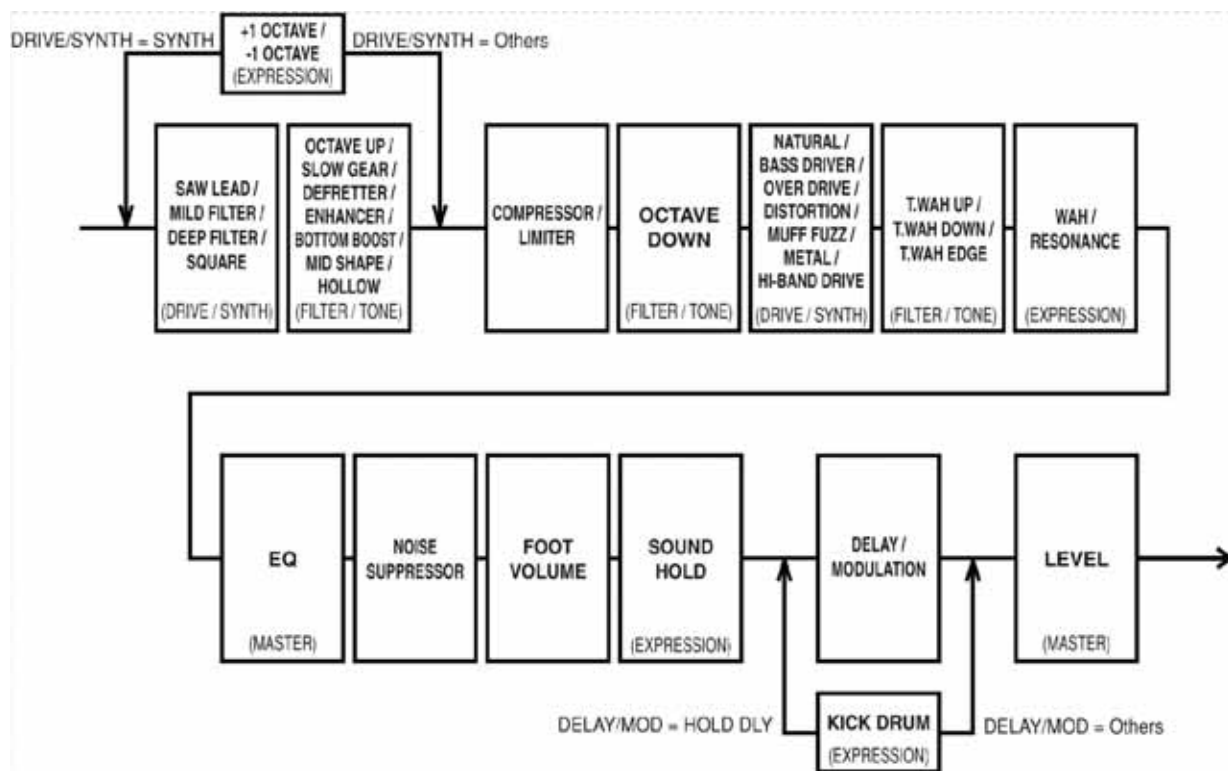 DRIVE/SYNTH = SYNTH
+1 OCTAVE /
-1 OCTAVE
(EXPRESSION)
DRIVE/SYNTH = Others
SAW LEAD /
MILD FILTER /
DEEP FILTER /
SQUARE
(DRIVE / SYNTH)
OCTAVE UP /
SLOW GEAR /
DEFRETTER /
ENHANCER /
BOTTOM BOOST/
MID SHAPE /
HOLLOW
(FILTER / TONE)
COMPRESSOR /
LIMITER
OCTAVE
DOWN
(FILTER / TONE)
NATURAL /
BASS DRIVER /
OVER DRIVE /
DISTORTION /
MUFF FUZZ /
METAL /
HI-BAND DRIVE
(DRIVE / SYNTH)
T.WAH UP /
T.WAH DOWN /
T.WAH EDGE
(FILTER / TONE)
WAH /
RESONANCE
(EXPRESSION)
EQ
(MASTER)
NOISE
SUPPRESSOR
FOOT
VOLUME
SOUND
HOLD
(EXPRESSION)
DELAY /
MODULATION
LEVEL
(MASTER)
DELAY/MOD = HOLD DLY
KICK DRUM
(EXPRESSION)
DELAY/MOD = Others